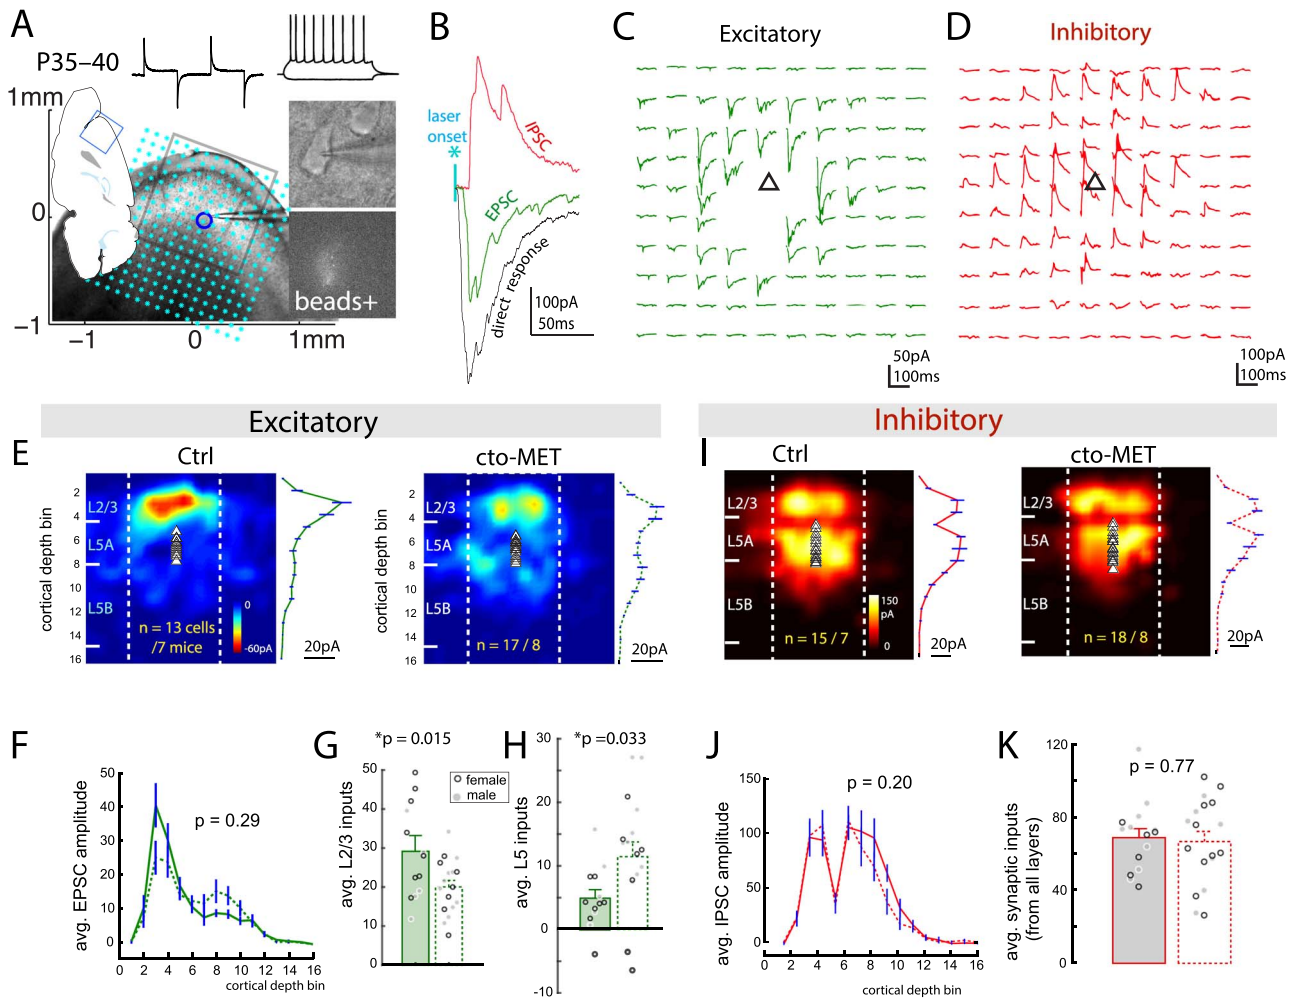 A
P35–40
1mm
0
−1
−1
0
1mm
beads+
B
laser
onset
*
IPSC
EPSC
direct response
100pA
50ms
C
Excitatory
50pA
100ms
D
Inhibitory
100pA
100ms
Excitatory
E
Ctrl
cortical depth bin
2
4
6
8
10
12
14
16
L2/3
L5A
L5B
n = 13 cells
/7 mice
0
-60pA
20pA
cto-MET
cortical depth bin
2
4
6
8
10
12
14
16
n = 17 / 8
20pA
Inhibitory
I
Ctrl
L2/3
L5A
L5B
n = 15 / 7
150
pA
0
20pA
cto-MET
L2/3
L5A
L5B
n = 18 / 8
20pA
F
avg. EPSC amplitude
50
40
30
20
10
0
p = 0.29
0 2 4 6 8 10 12 14 16
cortical depth bin
G
*p = 0.015
avg. L2/3 inputs
50
40
30
20
10
0
female
male
H
*p =0.033
avg. L5 inputs
30
20
10
0
-10
J
avg. IPSC amplitude
150
100
50
0
p = 0.20
0 2 4 6 8 10 12 14 16
cortical depth bin
K
avg. synaptic inputs
(from all layers)
120
80
40
0
p = 0.77